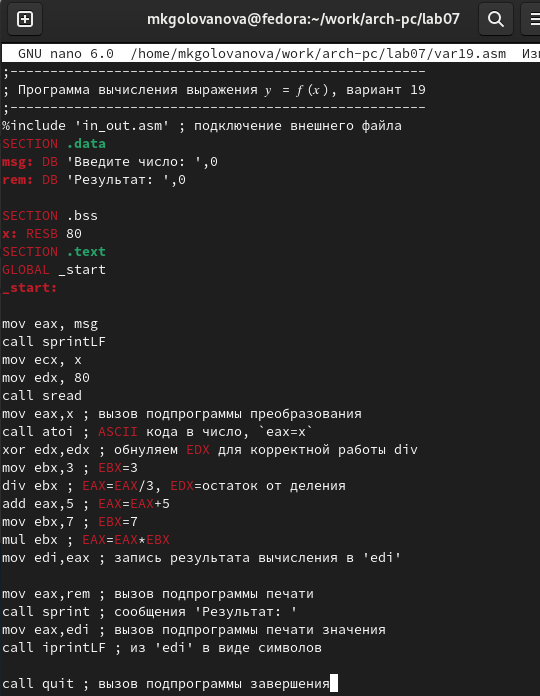 mkgolovanova@fedora:~/work/arch-pc/lab07
GNU nano 6.0 /home/mkgolovanova/work/arch-pc/lab07/var19.asm Из
;----------------------------------------------------
; Программа вычисления выражения 𝑦 = 𝑓(𝑥), вариант 19
;----------------------------------------------------
%include 'in_out.asm' ; подключение внешнего файла
SECTION .data
msg: DB 'Введите число: ',0
rem: DB 'Результат: ',0
SECTION .bss
x: RESB 80
SECTION .text
GLOBAL _start
_start:
mov eax, msg
call sprintLF
mov ecx, x
mov edx, 80
call sread
mov eax,x ; вызов подпрограммы преобразования
call atoi ; ASCII кода в число, `eax=x`
xor edx,edx ; обнуляем EDX для корректной работы div
mov ebx,3 ; EBX=3
div ebx ; EAX=EAX/3, EDX=остаток от деления
add eax,5 ; EAX=EAX+5
mov ebx,7 ; EBX=7
mul ebx ; EAX=EAX*EBX
mov edi,eax ; запись результата вычисления в 'edi'
mov eax,rem ; вызов подпрограммы печати
call sprint ; сообщения 'Результат: '
mov eax,edi ; вызов подпрограммы печати значения
call iprintLF ; из 'edi' в виде символов
call quit ; вызов подпрограммы завершения